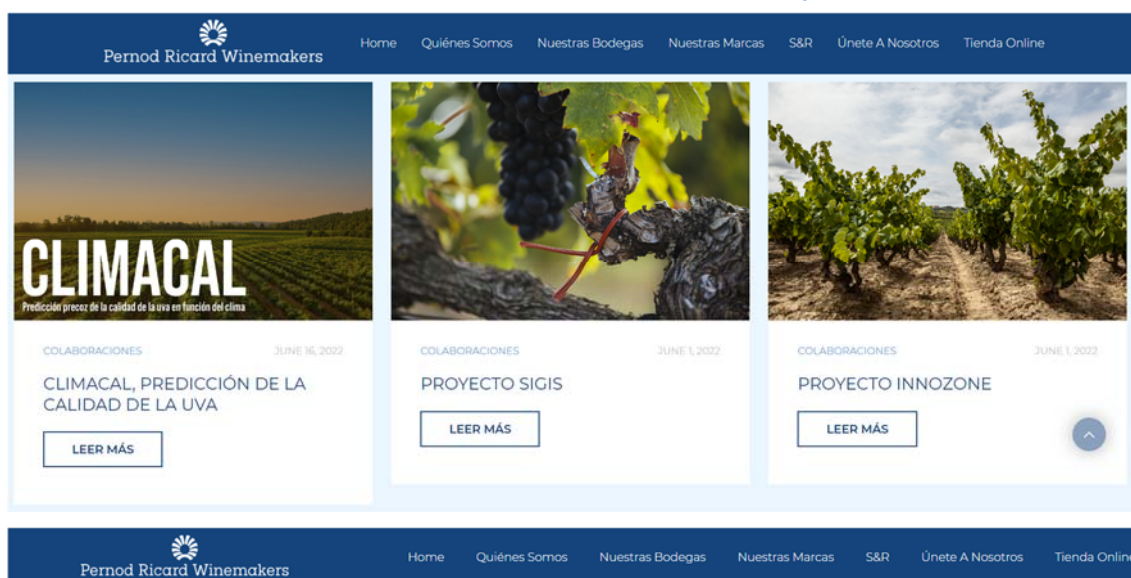 Pernod Ricard Winemakers
Home Quiénes Somos Nuestras Bodegas Nuestras Marcas S&R Únete A Nosotros Tienda Online
CLIMACAL
Predicción precoz de la calidad de la uva en función del clima
COLABORACIONES JUNE 16, 2022
CLIMACAL, PREDICCIÓN DE LA
CALIDAD DE LA UVA
LEER MÁS
COLABORACIONES JUNE 1, 2022
PROYECTO SIGIS
LEER MÁS
COLABORACIONES JUNE 1, 2022
PROYECTO INNOZONE
LEER MÁS
Pernod Ricard Winemakers
Home Quiénes Somos Nuestras Bodegas Nuestras Marcas S&R Únete A Nosotros Tienda Online